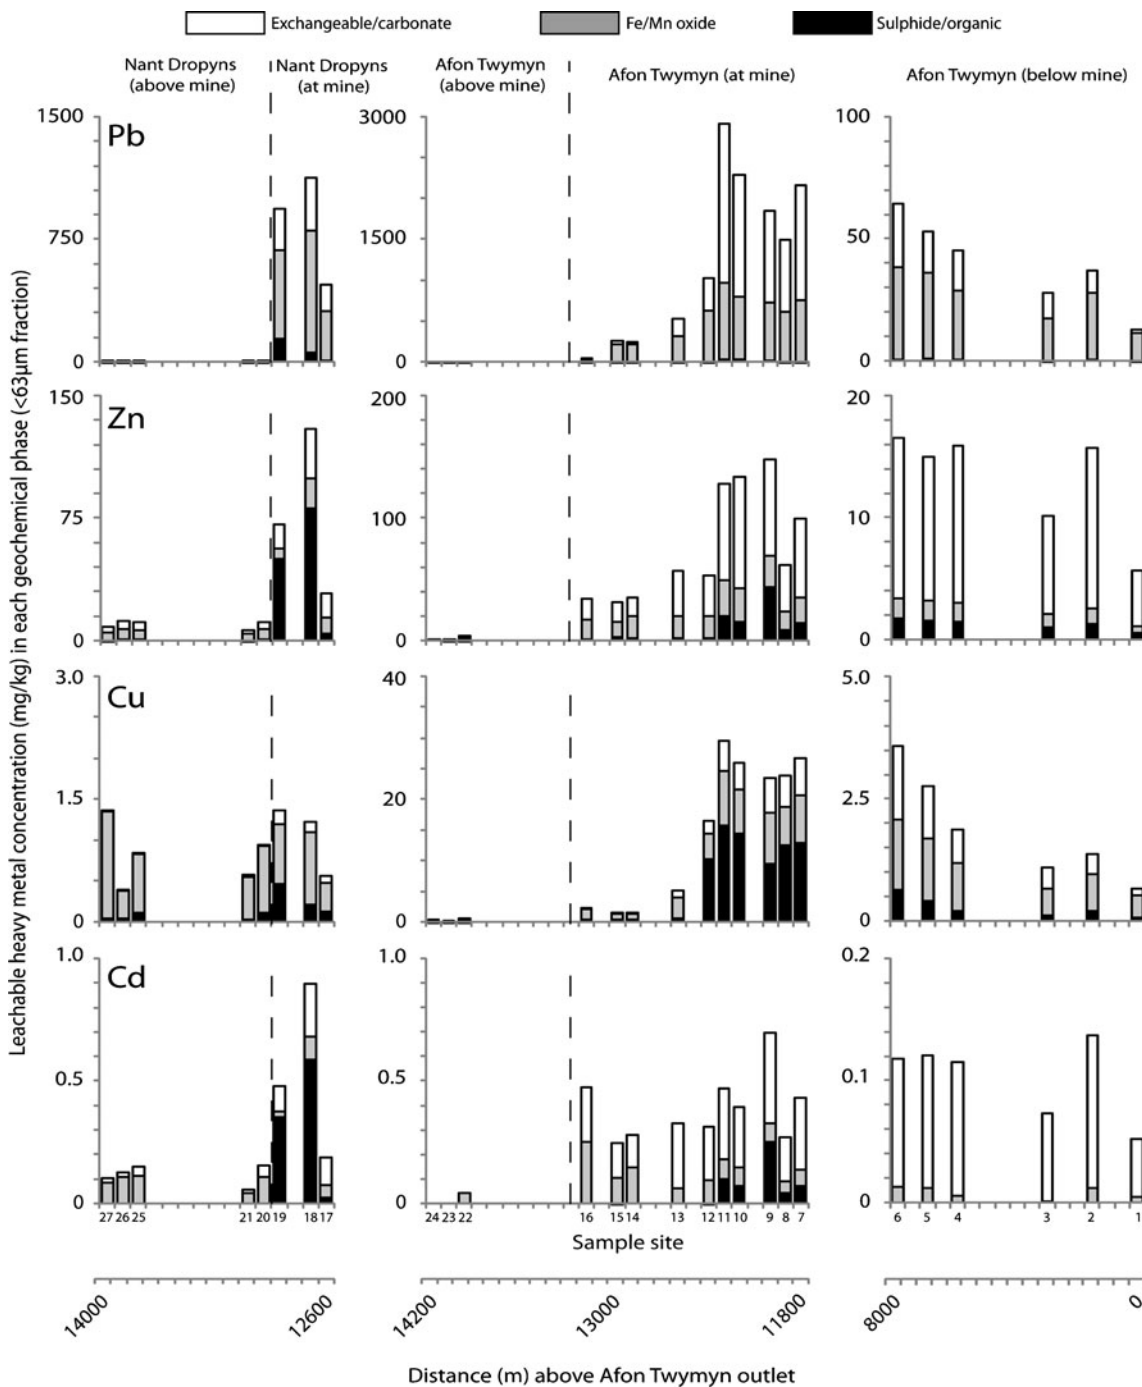 Exchangeable/carbonate Fe/Mn oxide Sulphide/organic
Nant Dropyns (above mine)
Nant Dropyns (at mine)
Afon Twymyn (above mine)
Afon Twymyn (at mine)
Afon Twymyn (below mine)
Leachable heavy metal concentration (mg/kg) in each geochemical phase (<63µm fraction)
Pb
1500
750
0
3000
1500
0
100
50
0
Zn
150
75
0
200
100
0
20
10
0
Cu
3.0
1.5
0
40
20
0
5.0
2.5
0
Cd
1.0
0.5
0
1.0
0.5
0
0.2
0.1
0
27 26 25 21 20 19 18 17 24 23 22 16 15 14 13 12 11 10 9 8 7 6 5 4 3 2 1
Sample site
14000 12600 14200 13000 11800 8000 0
Distance (m) above Afon Twymyn outlet